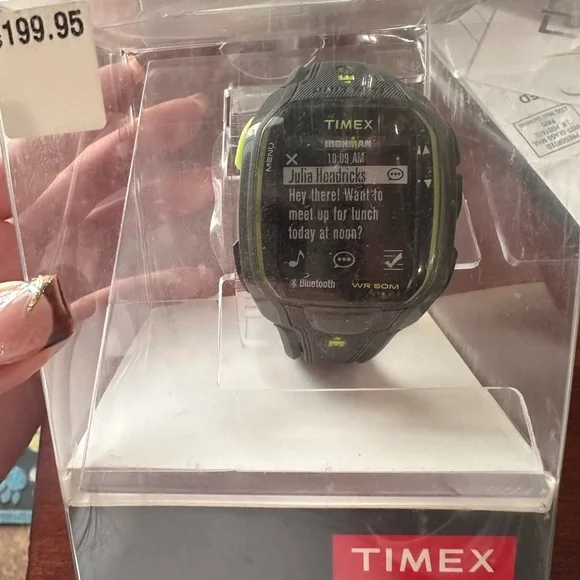 $199.95
TIMEX
IRONMAN
MENU
10:09 AM
Julia Hendricks
Hey there! Want to
meet up for lunch
today at noon?
Bluetooth
WR 50M
TIMEX